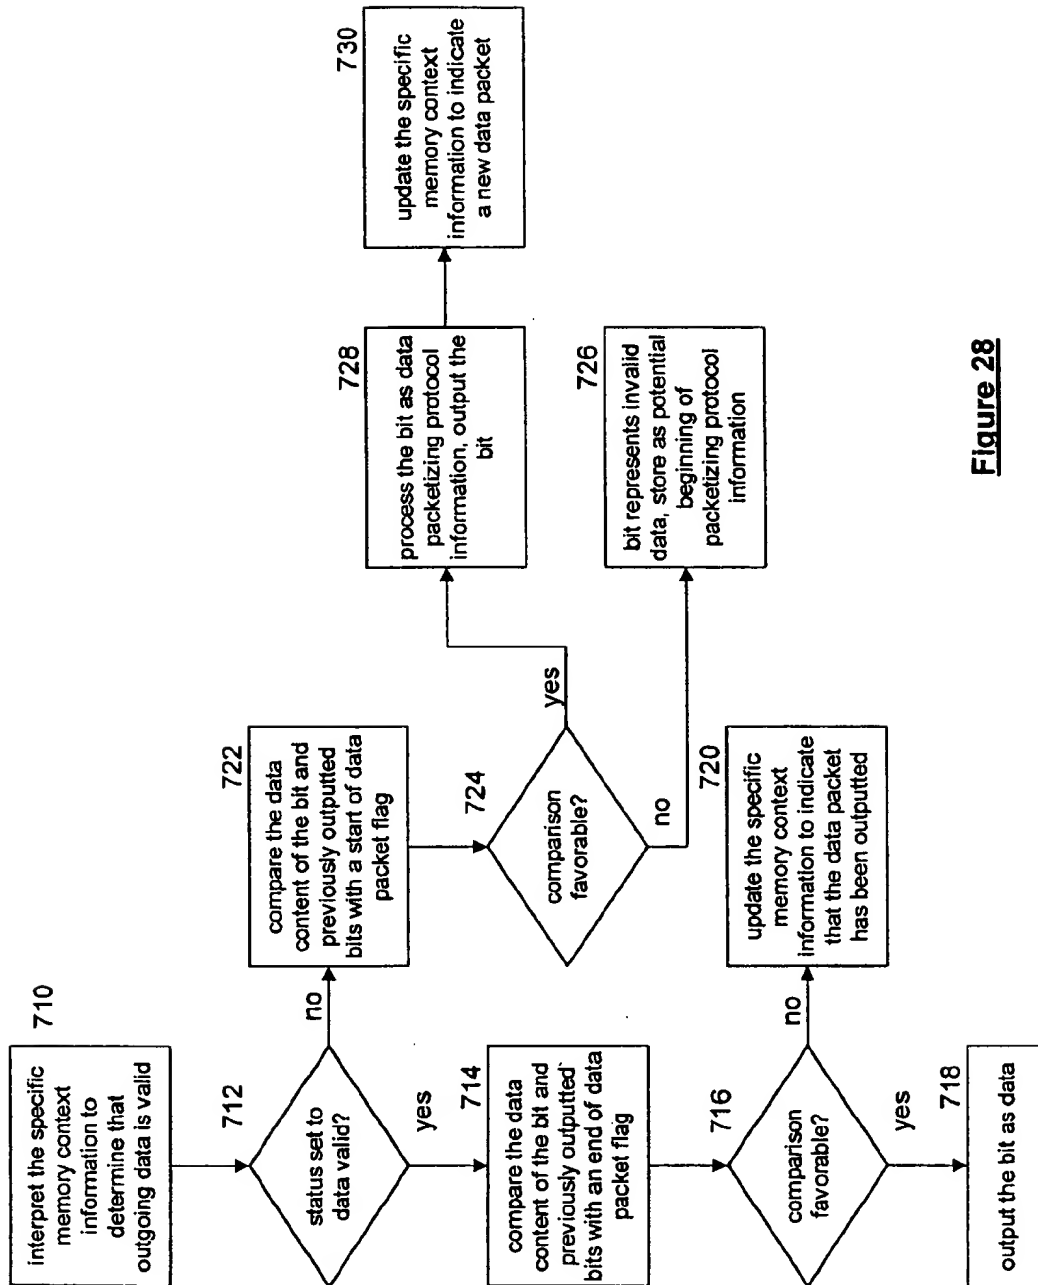 710
interpret the specific
memory context
information to
determine that
outgoing data is valid
712
status set to
data valid?
no
yes
722
compare the data
content of the bit and
previously outputted
bits with a start of data
packet flag
724
comparison
favorable?
yes
no
728
process the bit as data
packetizing protocol
information, output the
bit
730
update the specific
memory context
information to indicate
a new data packet
726
bit represents invalid
data, store as potential
beginning of
packetizing protocol
information
714
compare the data
content of the bit and
previously outputted
bits with an end of data
packet flag
716
comparison
favorable?
no
yes
720
update the specific
memory context
information to indicate
that the data packet
has been outputted
718
output the bit as data
Figure 28